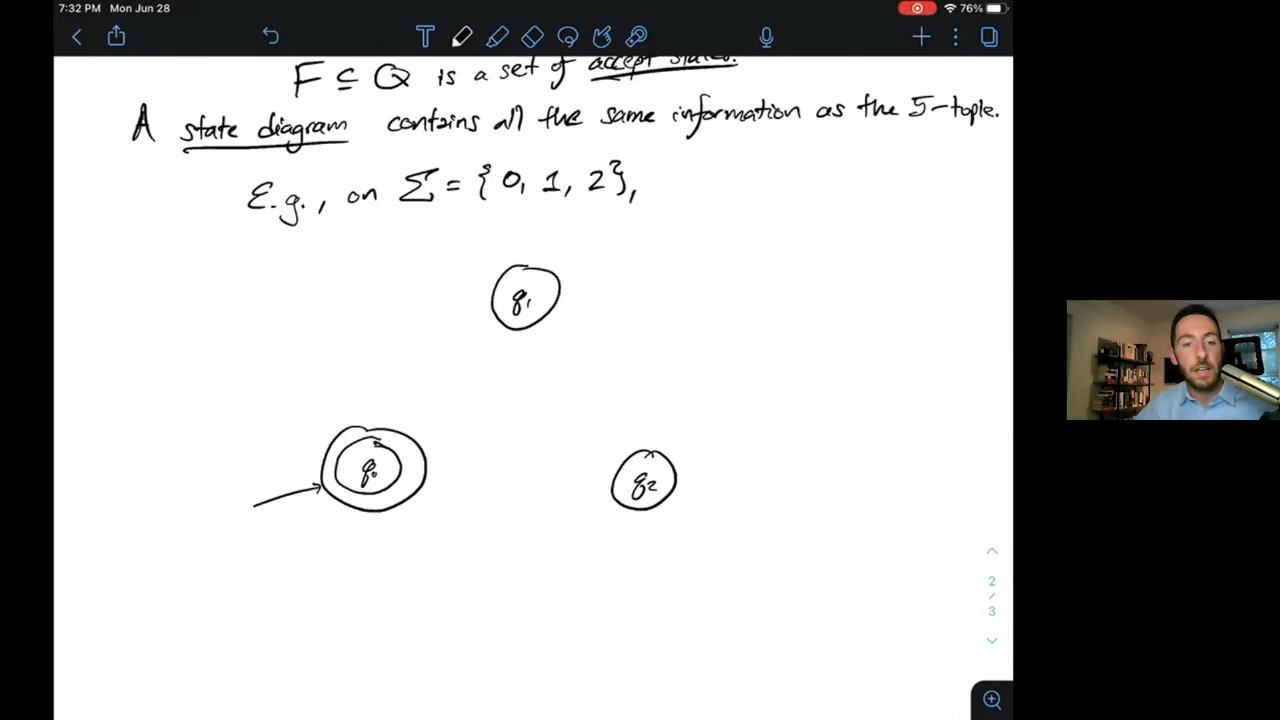 7:32 PM Mon Jun 28
76%
T
F ⊆ Q is a set of accept states.
A state diagram contains all the same information as the 5-tuple.
E.g., on Σ = {0, 1, 2},
q₁
q₀
q₂
2
/
3